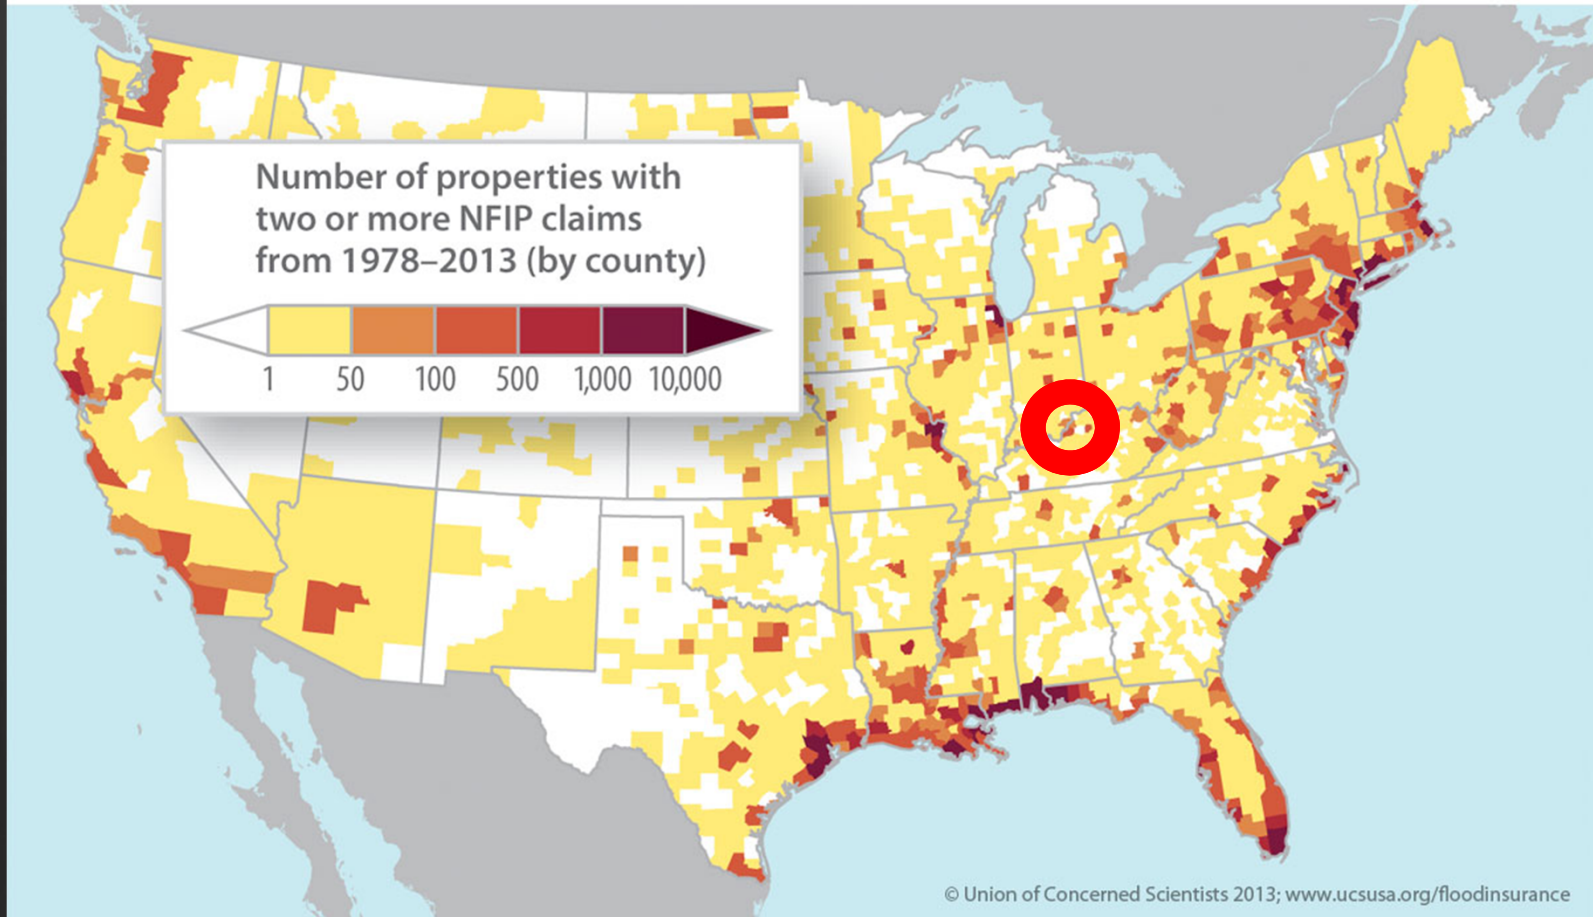 Number of properties with
two or more NFIP claims
from 1978–2013 (by county)
1 50 100 500 1,000 10,000
© Union of Concerned Scientists 2013; www.ucsusa.org/floodinsurance